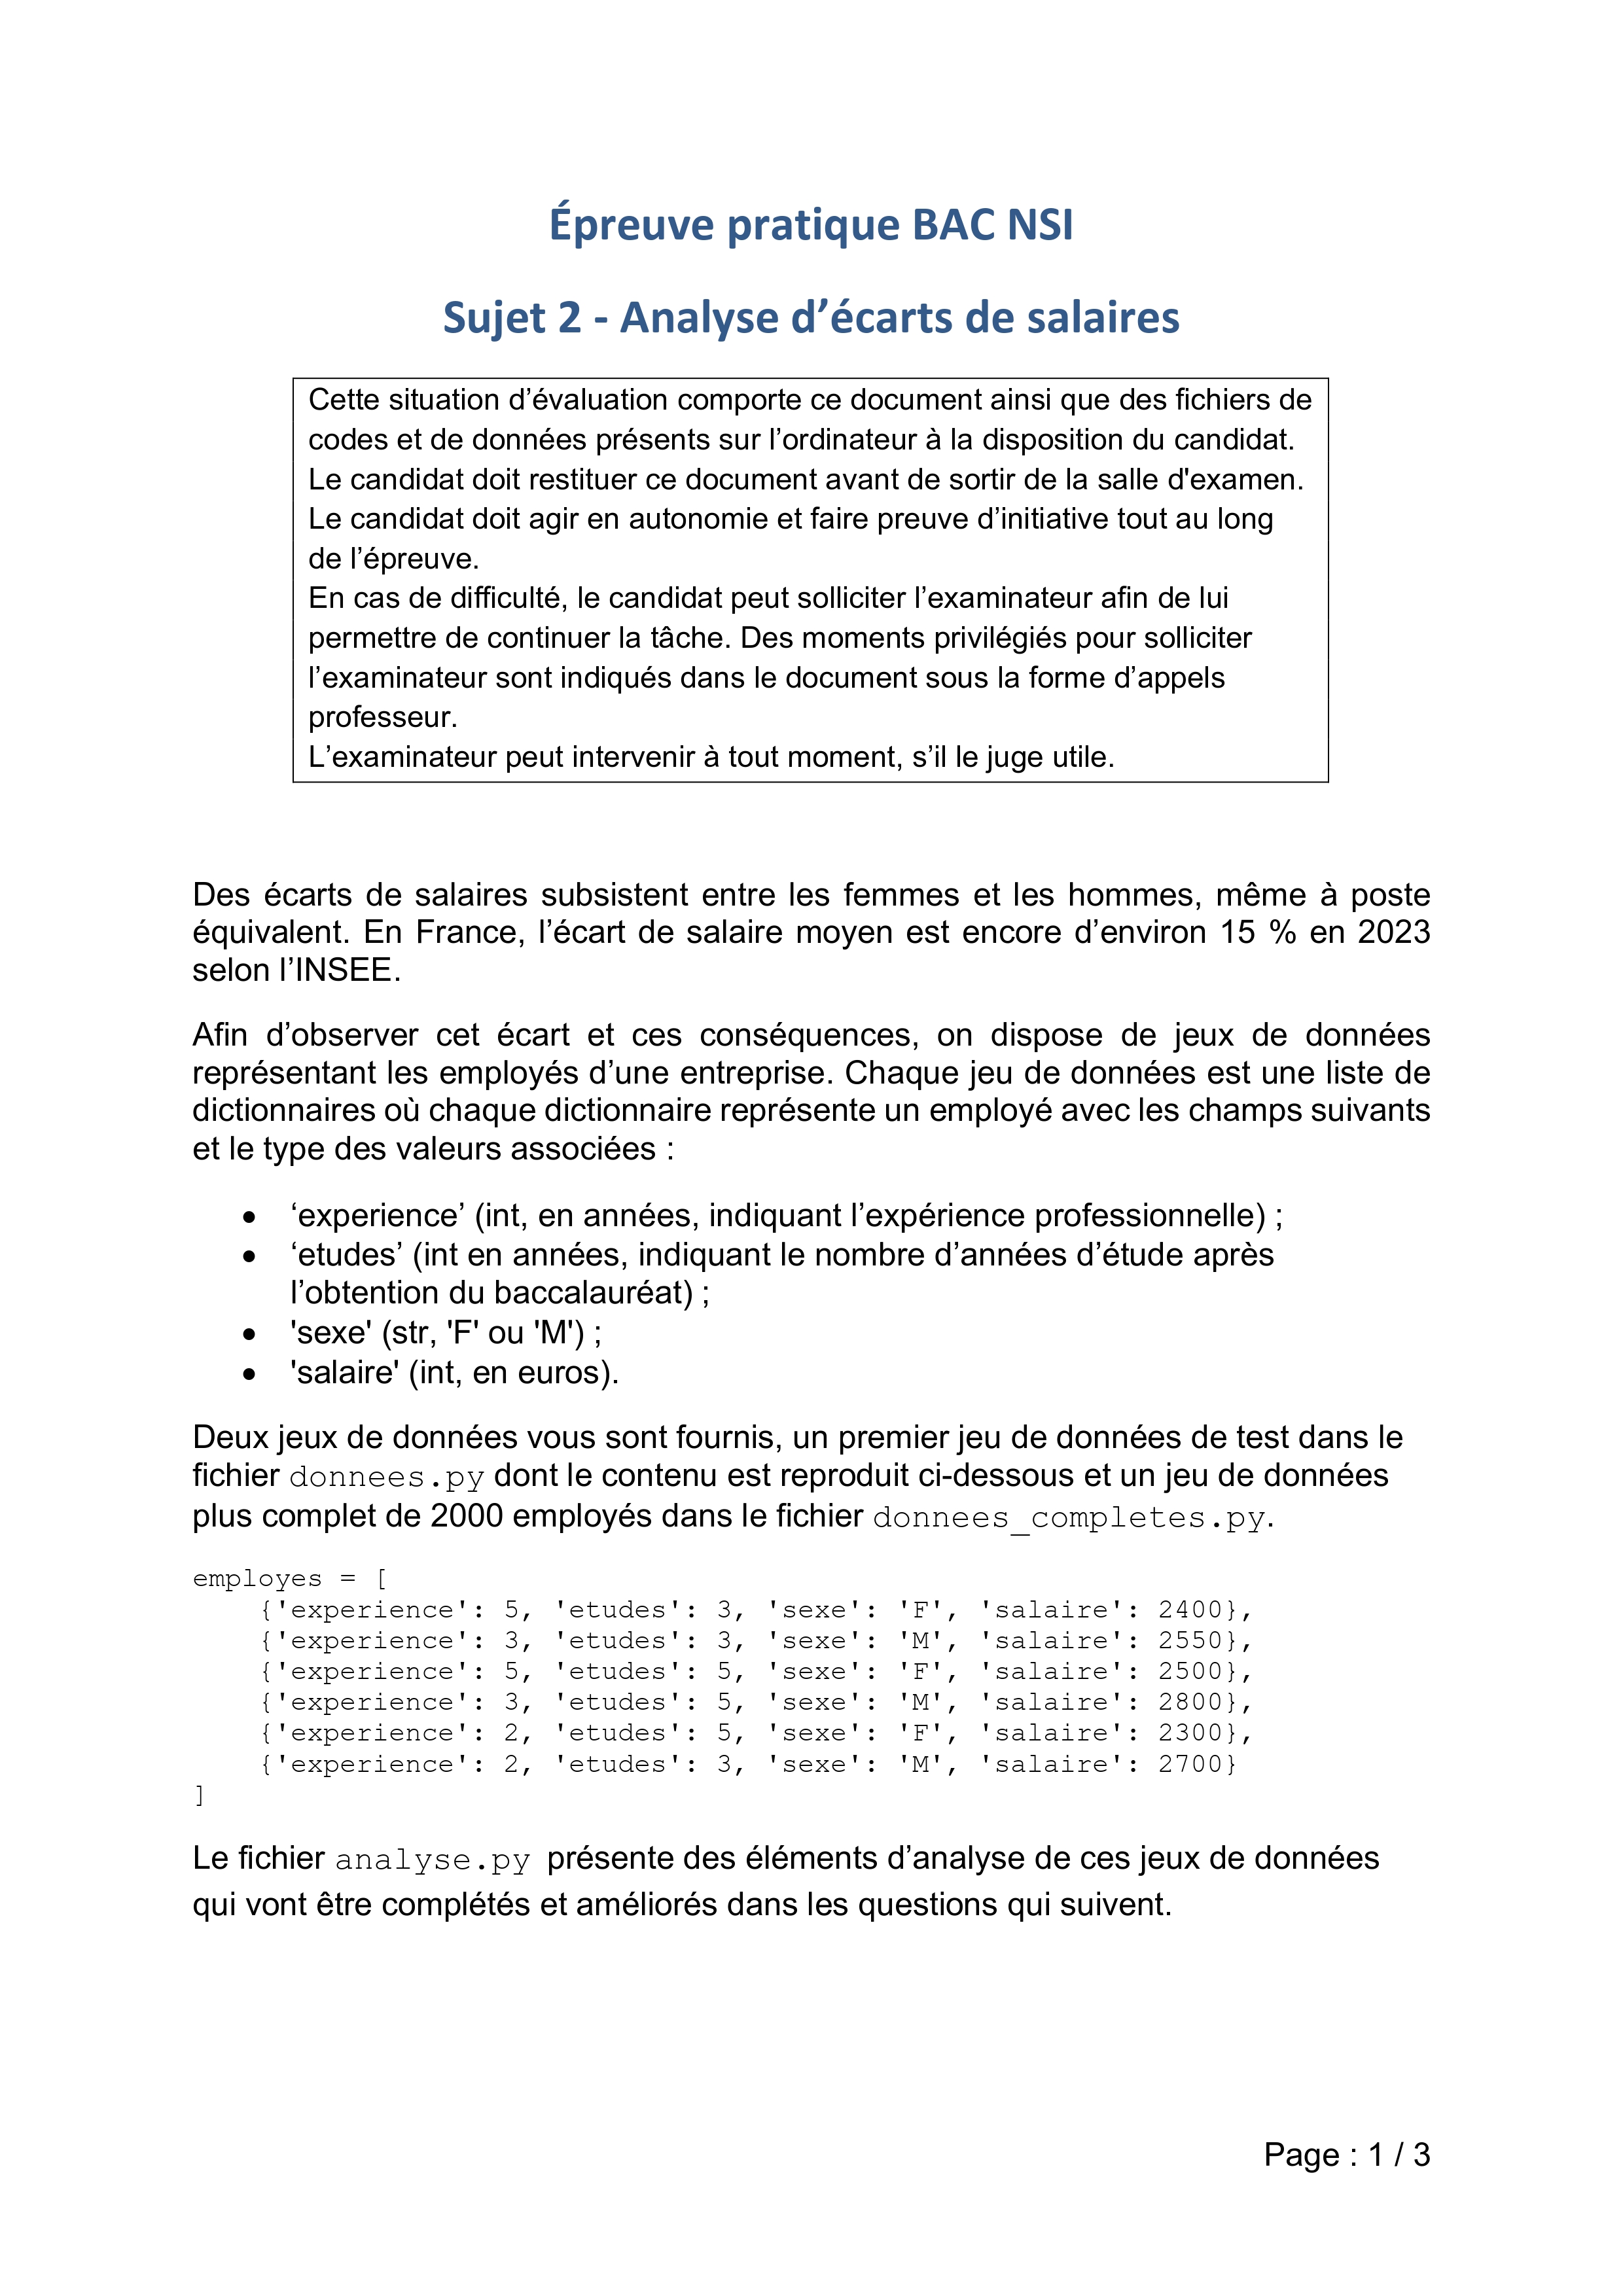 Épreuve pratique BAC NSI
Sujet 2 - Analyse d’écarts de salaires
Cette situation d’évaluation comporte ce document ainsi que des fichiers de
codes et de données présents sur l’ordinateur à la disposition du candidat.
Le candidat doit restituer ce document avant de sortir de la salle d'examen.
Le candidat doit agir en autonomie et faire preuve d’initiative tout au long
de l’épreuve.
En cas de difficulté, le candidat peut solliciter l’examinateur afin de lui
permettre de continuer la tâche. Des moments privilégiés pour solliciter
l’examinateur sont indiqués dans le document sous la forme d’appels
professeur.
L’examinateur peut intervenir à tout moment, s’il le juge utile.
Des écarts de salaires subsistent entre les femmes et les hommes, même à poste
équivalent. En France, l’écart de salaire moyen est encore d’environ 15 % en 2023
selon l’INSEE.
Afin d’observer cet écart et ces conséquences, on dispose de jeux de données
représentant les employés d’une entreprise. Chaque jeu de données est une liste de
dictionnaires où chaque dictionnaire représente un employé avec les champs suivants
et le type des valeurs associées :
• ‘experience’ (int, en années, indiquant l’expérience professionnelle) ;
• ‘etudes’ (int en années, indiquant le nombre d’années d’étude après
l’obtention du baccalauréat) ;
• 'sexe' (str, 'F' ou 'M') ;
• 'salaire' (int, en euros).
Deux jeux de données vous sont fournis, un premier jeu de données de test dans le
fichier donnees.py dont le contenu est reproduit ci-dessous et un jeu de données
plus complet de 2000 employés dans le fichier donnees_completes.py.
employes = [
    {'experience': 5, 'etudes': 3, 'sexe': 'F', 'salaire': 2400},
    {'experience': 3, 'etudes': 3, 'sexe': 'M', 'salaire': 2550},
    {'experience': 5, 'etudes': 5, 'sexe': 'F', 'salaire': 2500},
    {'experience': 3, 'etudes': 5, 'sexe': 'M', 'salaire': 2800},
    {'experience': 2, 'etudes': 5, 'sexe': 'F', 'salaire': 2300},
    {'experience': 2, 'etudes': 3, 'sexe': 'M', 'salaire': 2700}
]
Le fichier analyse.py présente des éléments d’analyse de ces jeux de données
qui vont être complétés et améliorés dans les questions qui suivent.
Page : 1 / 3